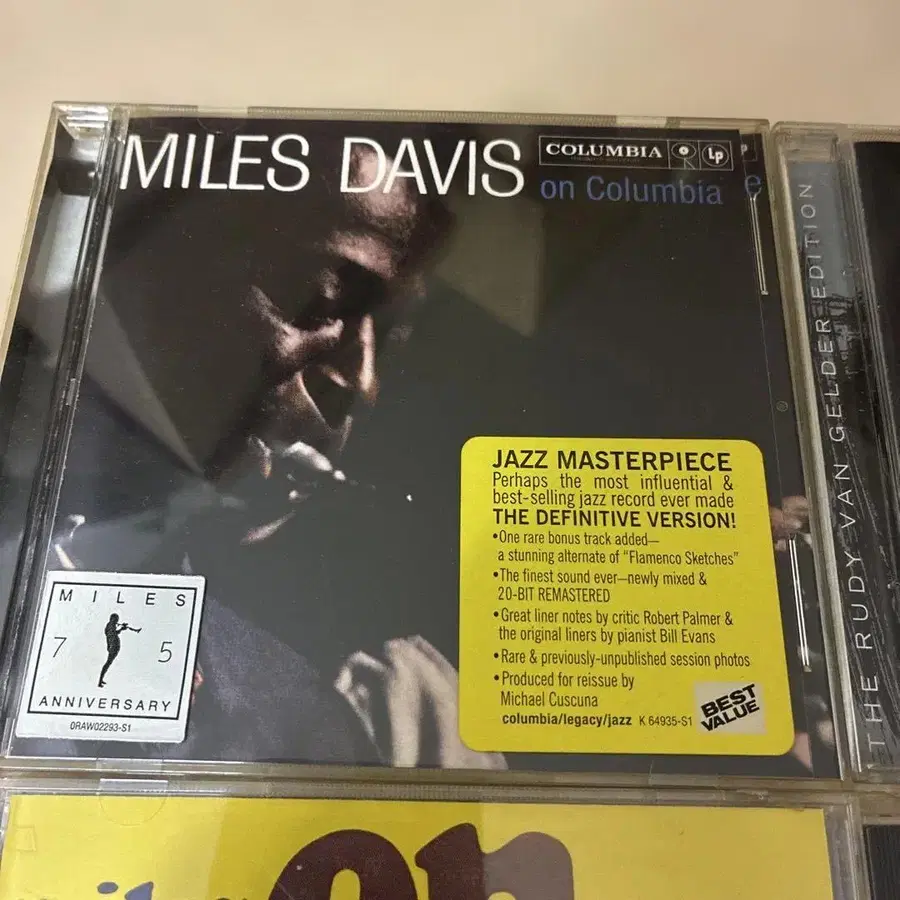 MILES DAVIS
COLUMBIA
LP
on Columbia
JAZZ MASTERPIECE
Perhaps the most influential &
best-selling jazz record ever made
THE DEFINITIVE VERSION!
•One rare bonus track added—
a stunning alternate of “Flamenco Sketches”
•The finest sound ever—newly mixed &
20-BIT REMASTERED
•Great liner notes by critic Robert Palmer &
the original liners by pianist Bill Evans
•Rare & previously-unpublished session photos
•Produced for reissue by
Michael Cuscuna
columbia/legacy/jazz K 64935-S1
BEST
VALUE
MILES
75
ANNIVERSARY
0RAW02293-S1
THE RUDY VAN GELDER EDITION
on